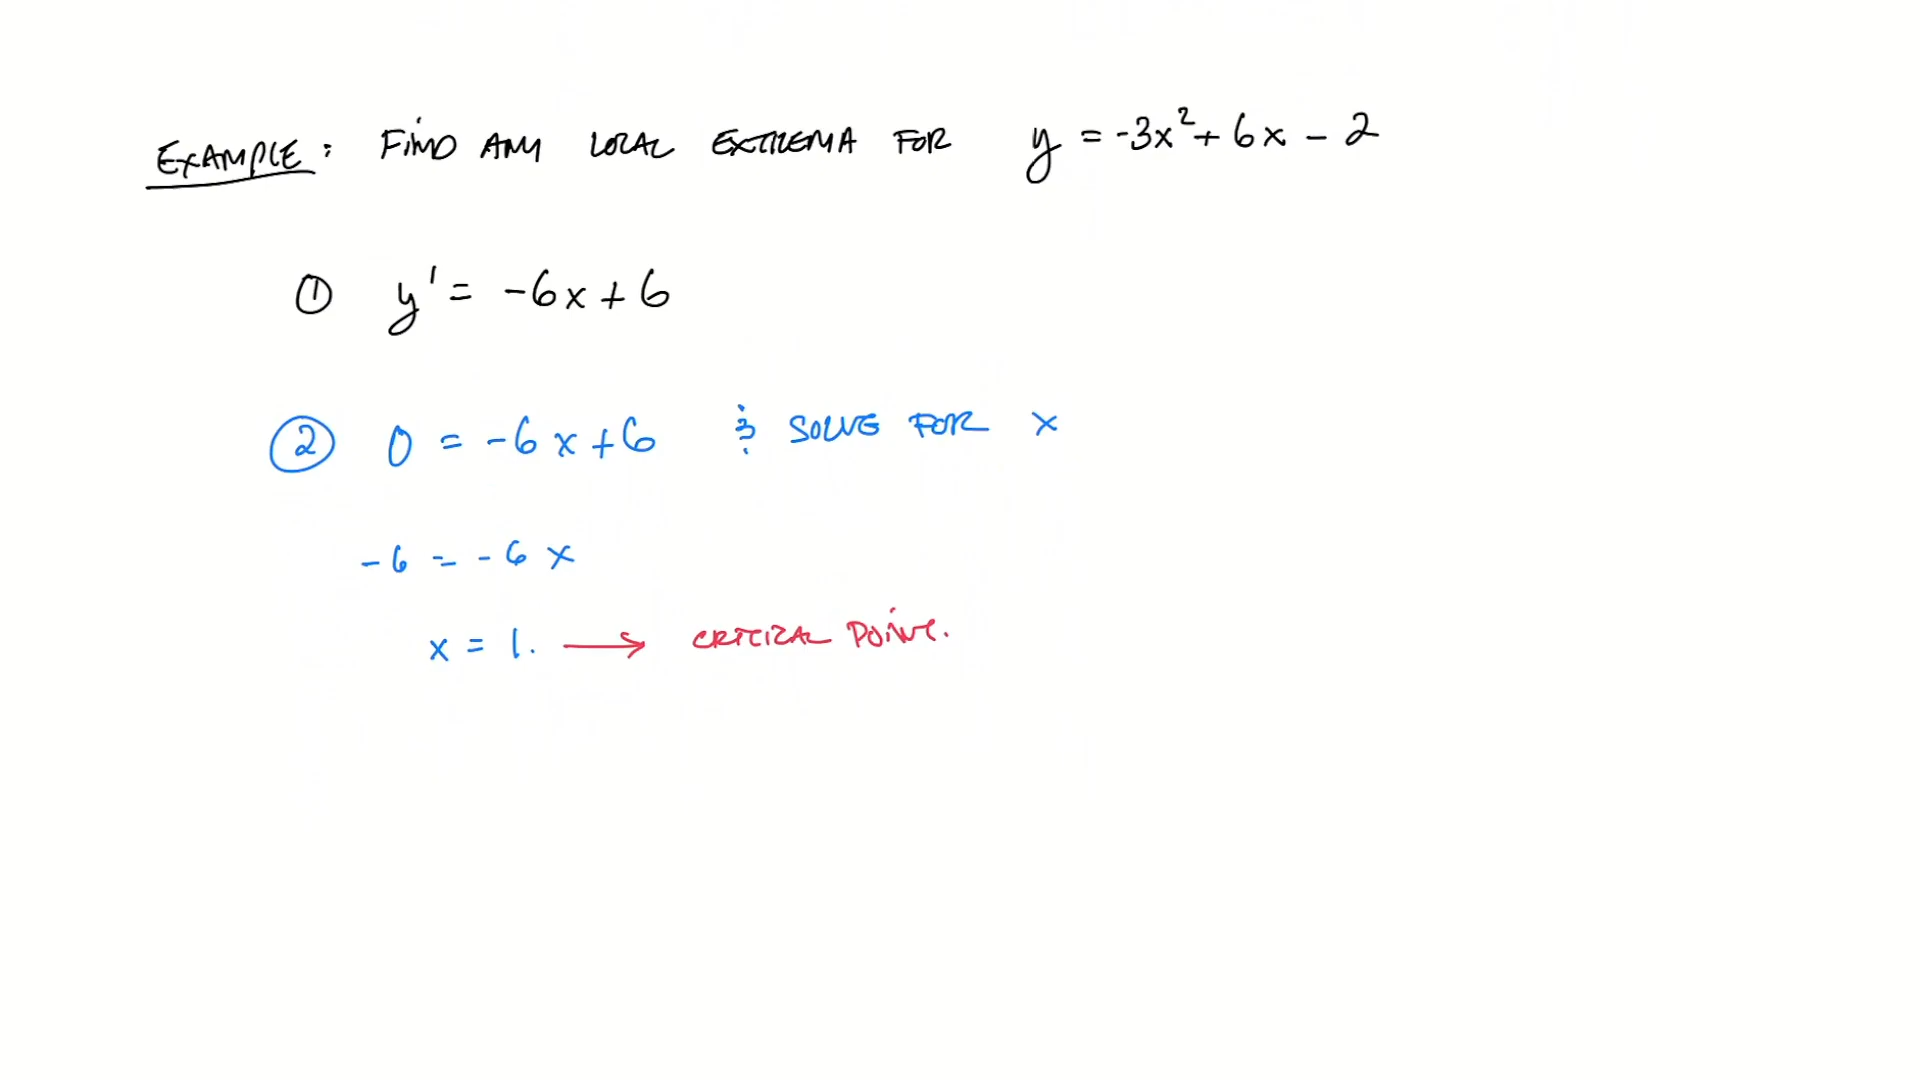 EXAMPLE: FIND ANY LOCAL EXTREMA FOR y = -3x² + 6x - 2
① y' = -6x + 6
② 0 = -6x + 6 & SOLVE FOR x
-6 = -6x
x = 1. → CRITICAL POINT.